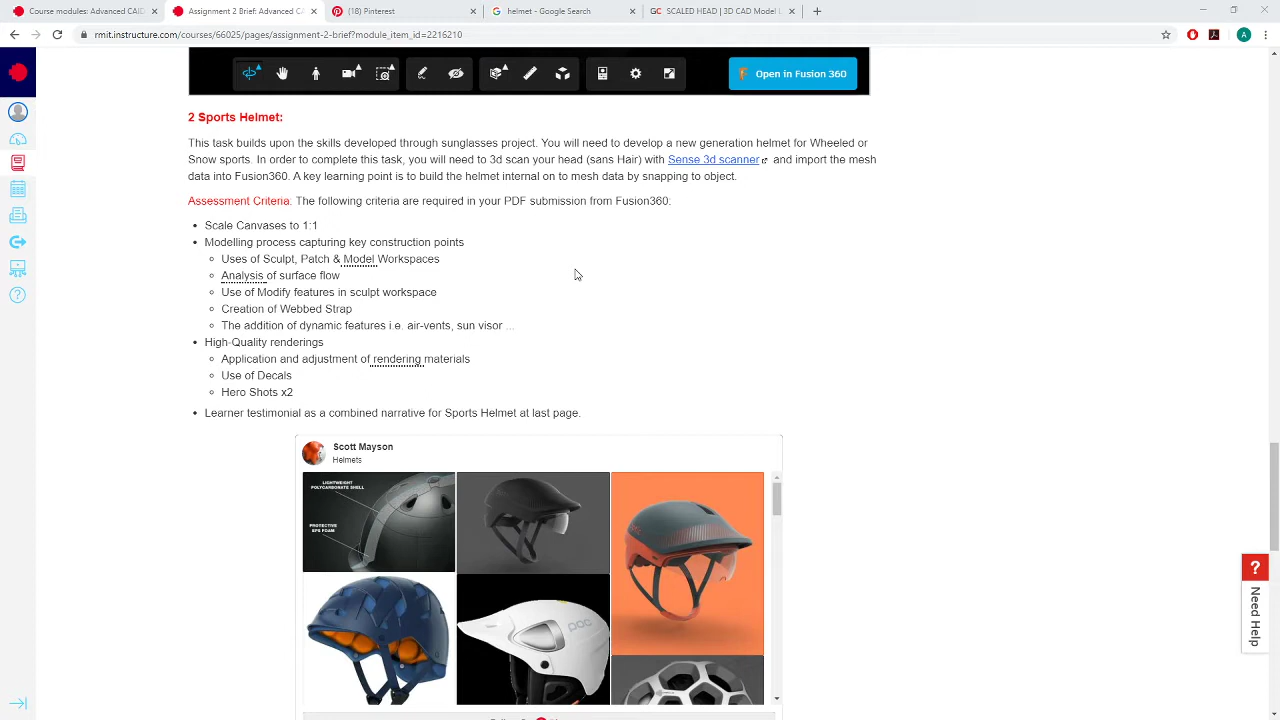 Course modules: Advanced CAID
Assignment 2 Brief: Advanced CAI
(18) Pinterest
helmet - Google Search
GC SCALED HEAD | 3D CAD Model L
rmit.instructure.com/courses/66025/pages/assignment-2-brief?module_item_id=2216210
A
Open in Fusion 360
2 Sports Helmet:
This task builds upon the skills developed through sunglasses project. You will need to develop a new generation helmet for Wheeled or
Snow sports. In order to complete this task, you will need to 3d scan your head (sans Hair) with Sense 3d scanner and import the mesh
data into Fusion360. A key learning point is to build the helmet internal on to mesh data by snapping to object.
Assessment Criteria. The following criteria are required in your PDF submission from Fusion360:
• Scale Canvases to 1:1
• Modelling process capturing key construction points
Uses of Sculpt, Patch & Model Workspaces
Analysis of surface flow
Use of Modify features in sculpt workspace
Creation of Webbed Strap
The addition of dynamic features i.e. air-vents, sun visor ...
• High-Quality renderings
Application and adjustment of rendering materials
Use of Decals
Hero Shots x2
• Learner testimonial as a combined narrative for Sports Helmet at last page.
Scott Mayson
Helmets
LIGHTWEIGHT
POLYCARBONATE SHELL
PROTECTIVE
EPS FOAM
poc
? Need Help